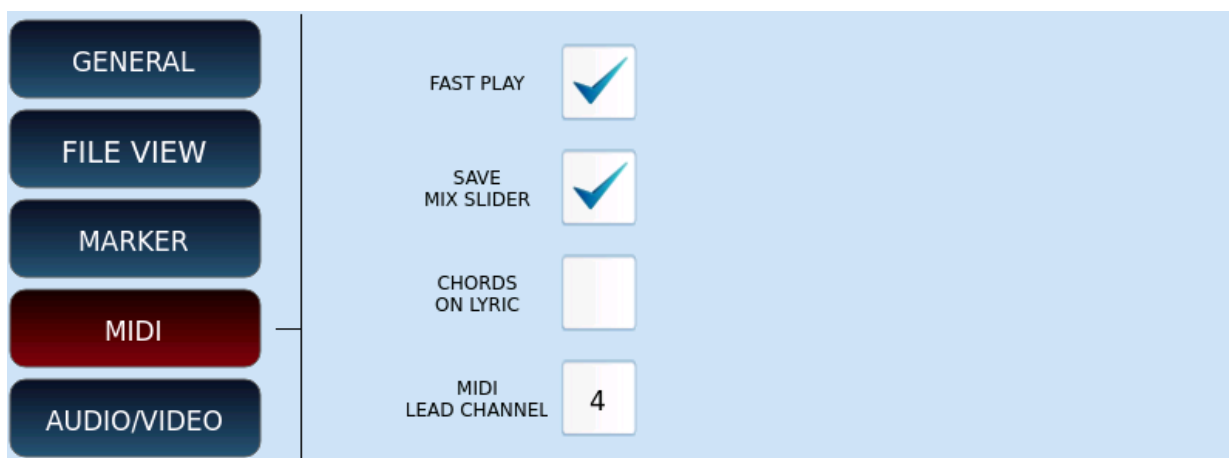 GENERAL
FILE VIEW
MARKER
MIDI
AUDIO/VIDEO
FAST PLAY
SAVE
MIX SLIDER
CHORDS
ON LYRIC
MIDI
LEAD CHANNEL
4